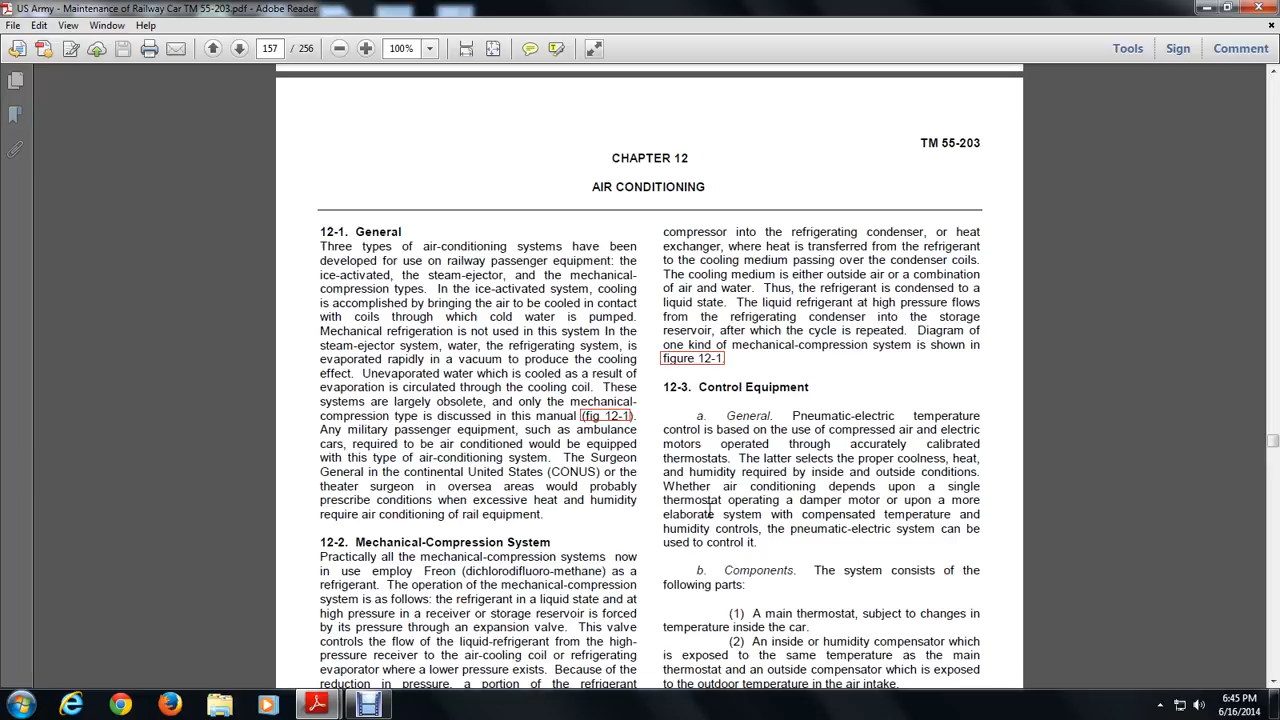 US Army - Maintenance of Railway Car TM 55-203.pdf - Adobe Reader
File Edit View Window Help
157 / 256 100% Tools Sign Comment
TM 55-203
CHAPTER 12
AIR CONDITIONING
12-1. General
Three types of air-conditioning systems have been
developed for use on railway passenger equipment: the
ice-activated, the steam-ejector, and the mechanical-
compression types. In the ice-activated system, cooling
is accomplished by bringing the air to be cooled in contact
with coils through which cold water is pumped.
Mechanical refrigeration is not used in this system In the
steam-ejector system, water, the refrigerating system, is
evaporated rapidly in a vacuum to produce the cooling
effect. Unevaporated water which is cooled as a result of
evaporation is circulated through the cooling coil. These
systems are largely obsolete, and only the mechanical-
compression type is discussed in this manual (fig 12-1).
Any military passenger equipment, such as ambulance
cars, required to be air conditioned would be equipped
with this type of air-conditioning system. The Surgeon
General in the continental United States (CONUS) or the
theater surgeon in oversea areas would probably
prescribe conditions when excessive heat and humidity
require air conditioning of rail equipment.
12-2. Mechanical-Compression System
Practically all the mechanical-compression systems now
in use employ Freon (dichlorodifluoro-methane) as a
refrigerant. The operation of the mechanical-compression
system is as follows: the refrigerant in a liquid state and at
high pressure in a receiver or storage reservoir is forced
by its pressure through an expansion valve. This valve
controls the flow of the liquid-refrigerant from the high-
pressure receiver to the air-cooling coil or refrigerating
evaporator where a lower pressure exists. Because of the
reduction in pressure, a portion of the refrigerant
compressor into the refrigerating condenser, or heat
exchanger, where heat is transferred from the refrigerant
to the cooling medium passing over the condenser coils.
The cooling medium is either outside air or a combination
of air and water. Thus, the refrigerant is condensed to a
liquid state. The liquid refrigerant at high pressure flows
from the refrigerating condenser into the storage
reservoir, after which the cycle is repeated. Diagram of
one kind of mechanical-compression system is shown in
figure 12-1
12-3. Control Equipment
a. General. Pneumatic-electric temperature
control is based on the use of compressed air and electric
motors operated through accurately calibrated
thermostats. The latter selects the proper coolness, heat,
and humidity required by inside and outside conditions.
Whether air conditioning depends upon a single
thermostat operating a damper motor or upon a more
elaborate system with compensated temperature and
humidity controls, the pneumatic-electric system can be
used to control it.
b. Components. The system consists of the
following parts:
(1) A main thermostat, subject to changes in
temperature inside the car.
(2) An inside or humidity compensator which
is exposed to the same temperature as the main
thermostat and an outside compensator which is exposed
to the outdoor temperature in the air intake.
6:45 PM
6/16/2014